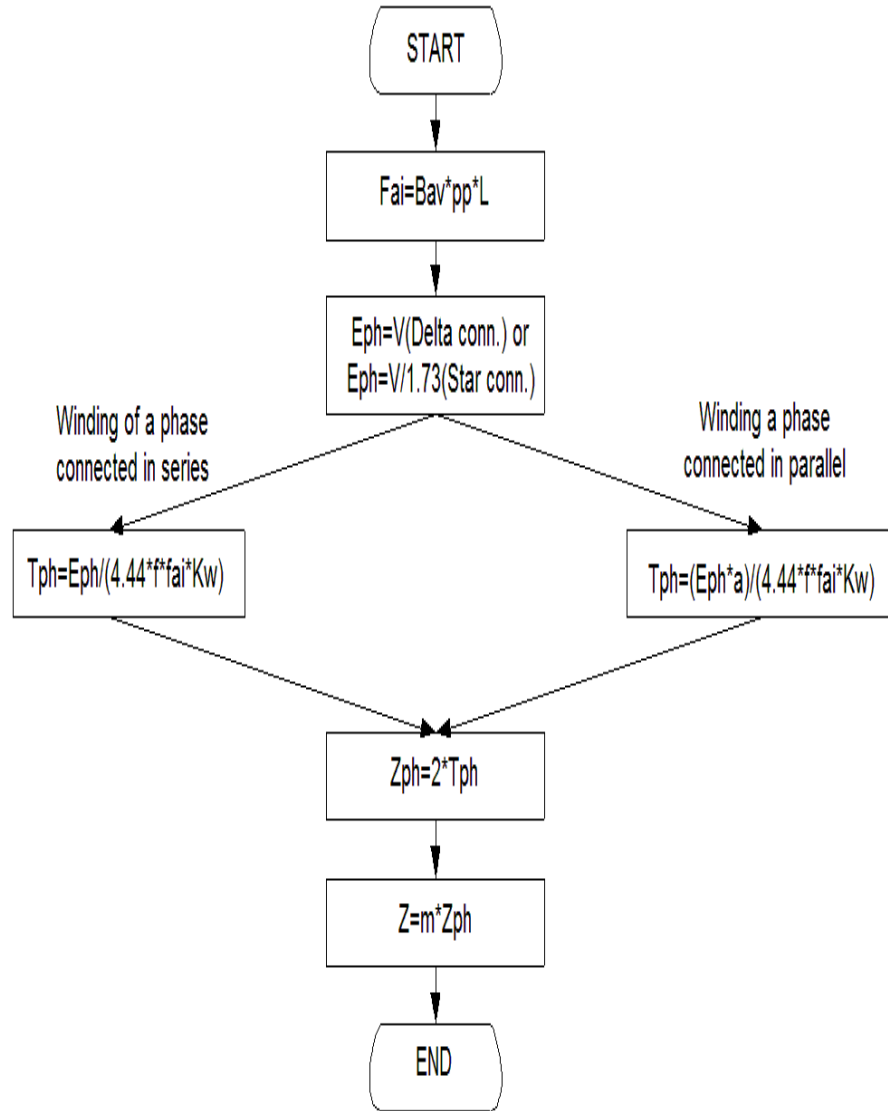 START
Fai=Bav*pp*L
Eph=V(Delta conn.) or
Eph=V/1.73(Star conn.)
Winding of a phase
connected in series
Winding a phase
connected in parallel
Tph=Eph/(4.44*f*fai*Kw)
Tph=(Eph*a)/(4.44*f*fai*Kw)
Zph=2*Tph
Z=m*Zph
END